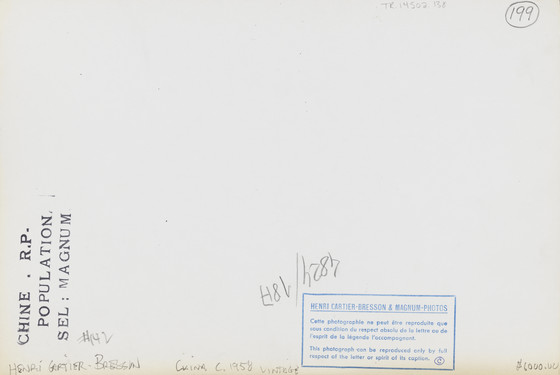 TR.14502.138
199
CHINE . R.P.
POPULATION.
SEL : MAGNUM
#142
HENRI CARTIER-BRESSON & MAGNUM-PHOTOS
Cette photographie ne peut être reproduite que
sous condition du respect absolu de la lettre ou de
l'esprit de la légende l'accompagnant.
This photograph can be reproduced only by full
respect of the letter or spirit of its caption.
HENRI CARTIER-BRESSON CHINA C. 1958 VINTAGE